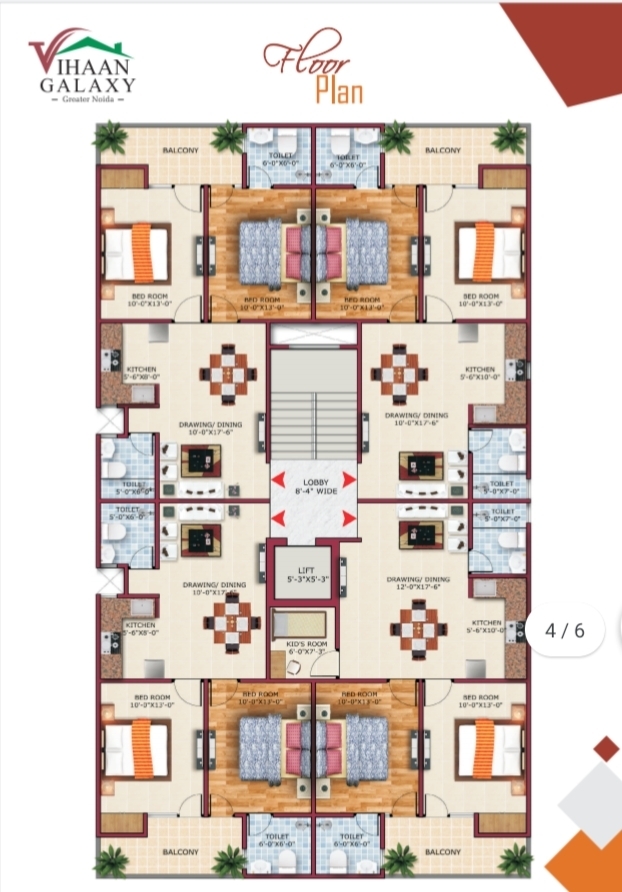 VIHAAN
GALAXY
– Greater Noida –
Floor
Plan
BALCONY
TOILET
6'-0"X6'-0"
TOILET
6'-0"X6'-0"
BALCONY
BED ROOM
10'-0"X13'-0"
BED ROOM
10'-0"X13'-0"
BED ROOM
10'-0"X13'-0"
BED ROOM
10'-0"X13'-0"
KITCHEN
5'-6"X8'-0"
KITCHEN
5'-6"X10'-0"
DRAWING/ DINING
10'-0"X17'-6"
DRAWING/ DINING
10'-0"X17'-6"
TOILET
5'-0"X6'-0"
LOBBY
8'-4" WIDE
TOILET
5'-0"X7'-0"
TOILET
5'-0"X6'-0"
TOILET
5'-0"X7'-0"
LIFT
5'-3"X5'-3"
DRAWING/ DINING
10'-0"X17'-6"
DRAWING/ DINING
12'-0"X17'-6"
KITCHEN
5'-6"X8'-0"
KID'S ROOM
6'-0"X7'-3"
KITCHEN
5'-6"X10'-0"
4 / 6
BED ROOM
10'-0"X13'-0"
BED ROOM
10'-0"X13'-0"
BED ROOM
10'-0"X13'-0"
BED ROOM
10'-0"X13'-0"
BALCONY
TOILET
6'-0"X6'-0"
TOILET
6'-0"X6'-0"
BALCONY